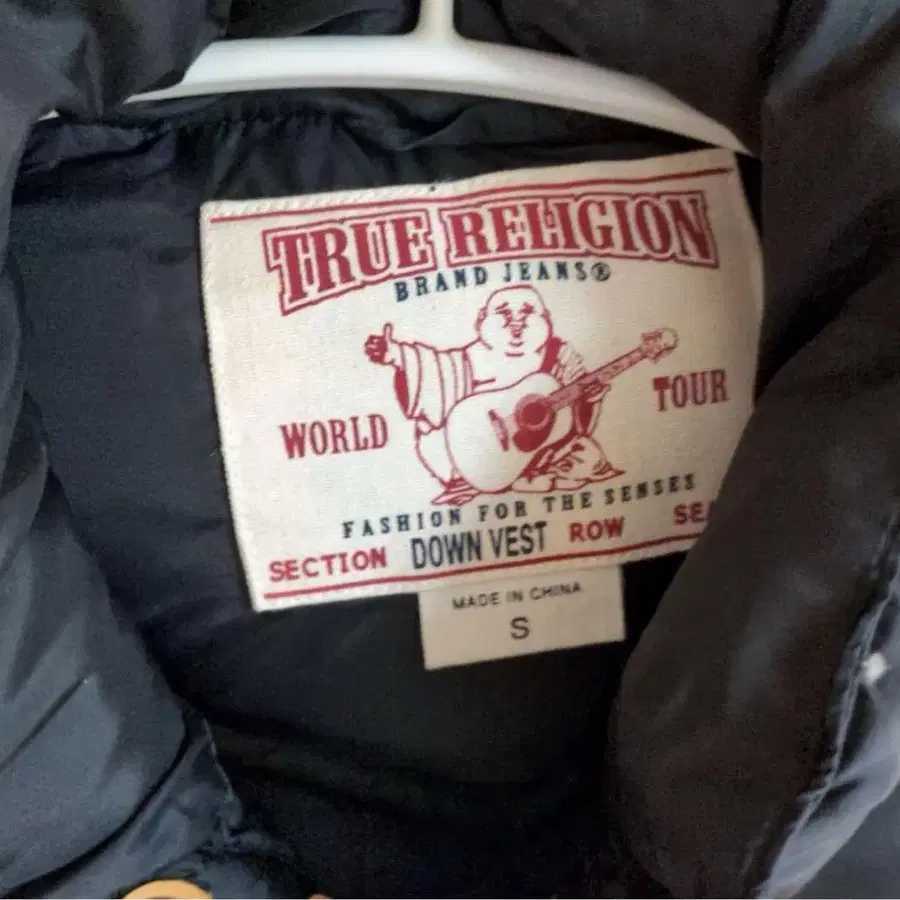 TRUE RELIGION
BRAND JEANS®
WORLD TOUR
FASHION FOR THE SENSES
SECTION DOWN VEST ROW
MADE IN CHINA
S